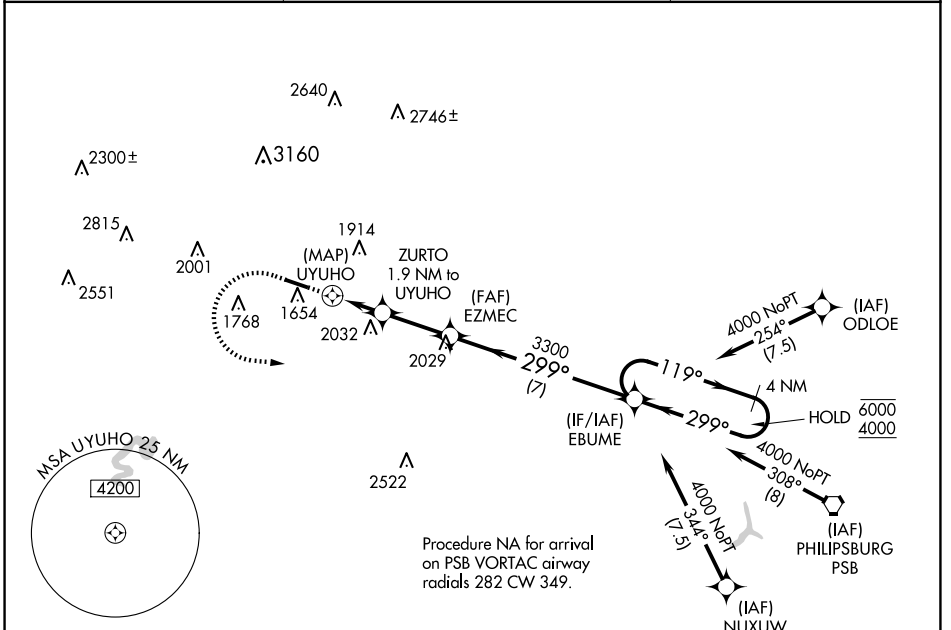 2640
2746±
3160
2300±
2815
2551
2001
1914
(MAP)
UYUHO
ZURTO
1.9 NM to
UYUHO
(FAF)
EZMEC
1768
1654
2032
2029
3300
299°
(7)
(IF/IAF)
EBUME
119°
299°
4 NM
HOLD
6000
4000
4000 NoPT
254°
(7.5)
(IAF)
ODLOE
4000 NoPT
308°
(8)
(IAF)
PHILIPSBURG
PSB
4000 NoPT
344°
(7.5)
(IAF)
NUXUW
2522
MSA UYUHO 25 NM
4200
Procedure NA for arrival
on PSB VORTAC airway
radials 282 CW 349.